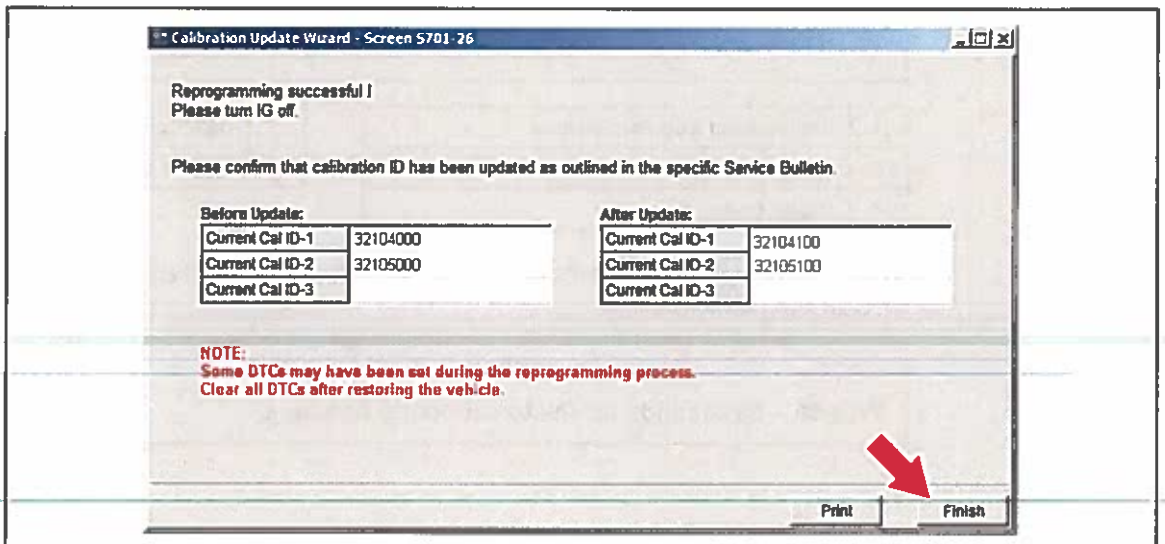 Calibration Update Wizard - Screen S701-26
Reprogramming successful !
Please turn IG off.
Please confirm that calibration ID has been updated as outlined in the specific Service Bulletin.
Before Update:
Current Cal ID-1 32104000
Current Cal ID-2 32105000
Current Cal ID-3
After Update:
Current Cal ID-1 32104100
Current Cal ID-2 32105100
Current Cal ID-3
NOTE:
Some DTCs may have been set during the reprogramming process.
Clear all DTCs after restoring the vehicle.
Print Finish